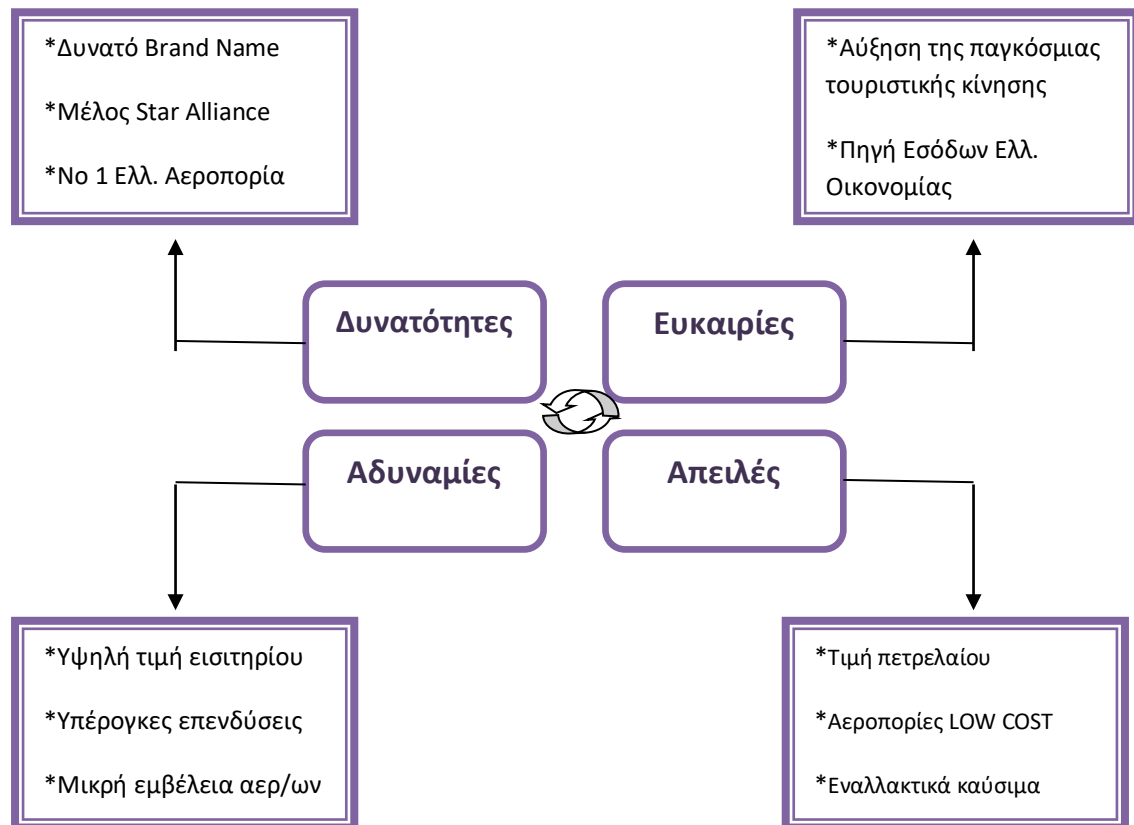 *Δυνατό Brand Name
*Μέλος Star Alliance
*Νο 1 Ελλ. Αεροπορία
*Αύξηση της παγκόσμιας
τουριστικής κίνησης
*Πηγή Εσόδων Ελλ.
Οικονομίας
Δυνατότητες
Ευκαιρίες
Αδυναμίες
Απειλές
*Υψηλή τιμή εισιτηρίου
*Υπέρογκες επενδύσεις
*Μικρή εμβέλεια αερ/ων
*Τιμή πετρελαίου
*Αεροπορίες LOW COST
*Εναλλακτικά καύσιμα